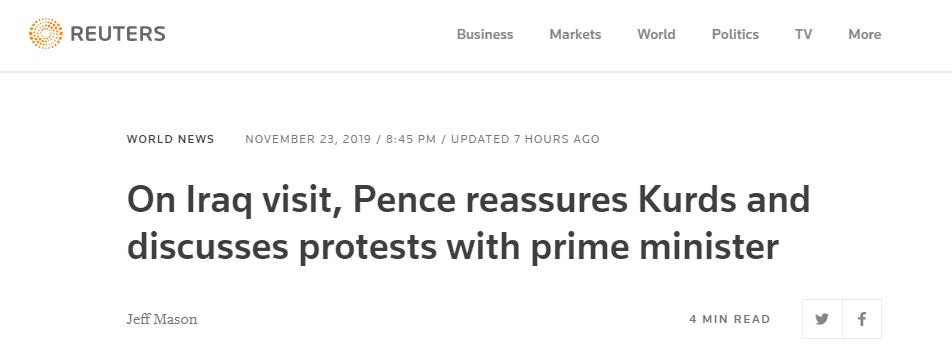 REUTERS
Business Markets World Politics TV More
WORLD NEWS NOVEMBER 23, 2019 / 8:45 PM / UPDATED 7 HOURS AGO
On Iraq visit, Pence reassures Kurds and
discusses protests with prime minister
Jeff Mason
4 MIN READ